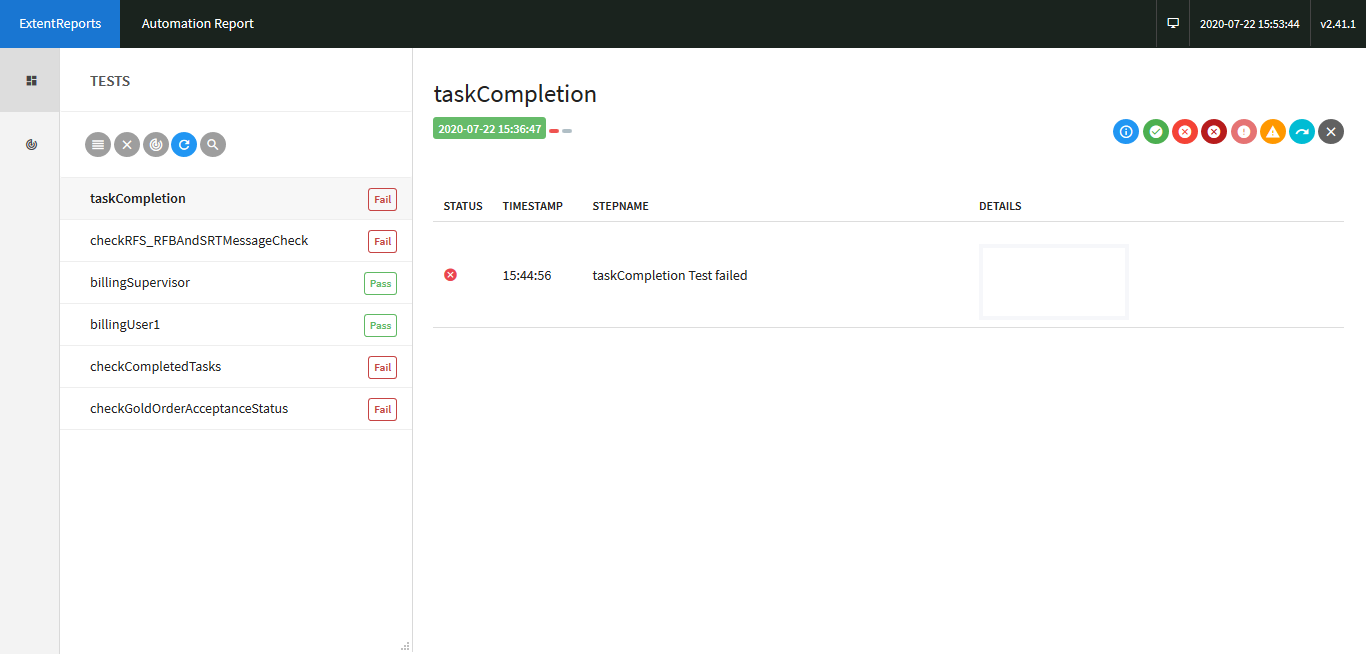 ExtentReports Automation Report 2020-07-22 15:53:44 v2.41.1
TESTS
taskCompletion Fail
checkRFS_RFBAndSRTMessageCheck Fail
billingSupervisor Pass
billingUser1 Pass
checkCompletedTasks Fail
checkGoldOrderAcceptanceStatus Fail
taskCompletion
2020-07-22 15:36:47
STATUS TIMESTAMP STEPNAME DETAILS
15:44:56 taskCompletion Test failed